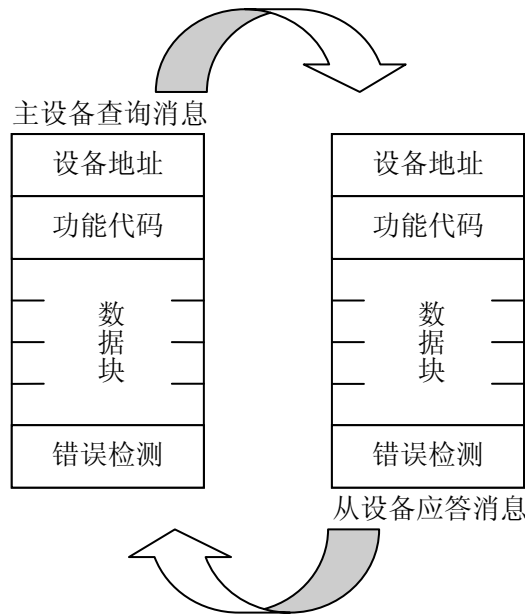 主设备查询消息
设备地址
功能代码
数据块
错误检测
设备地址
功能代码
数据块
错误检测
从设备应答消息